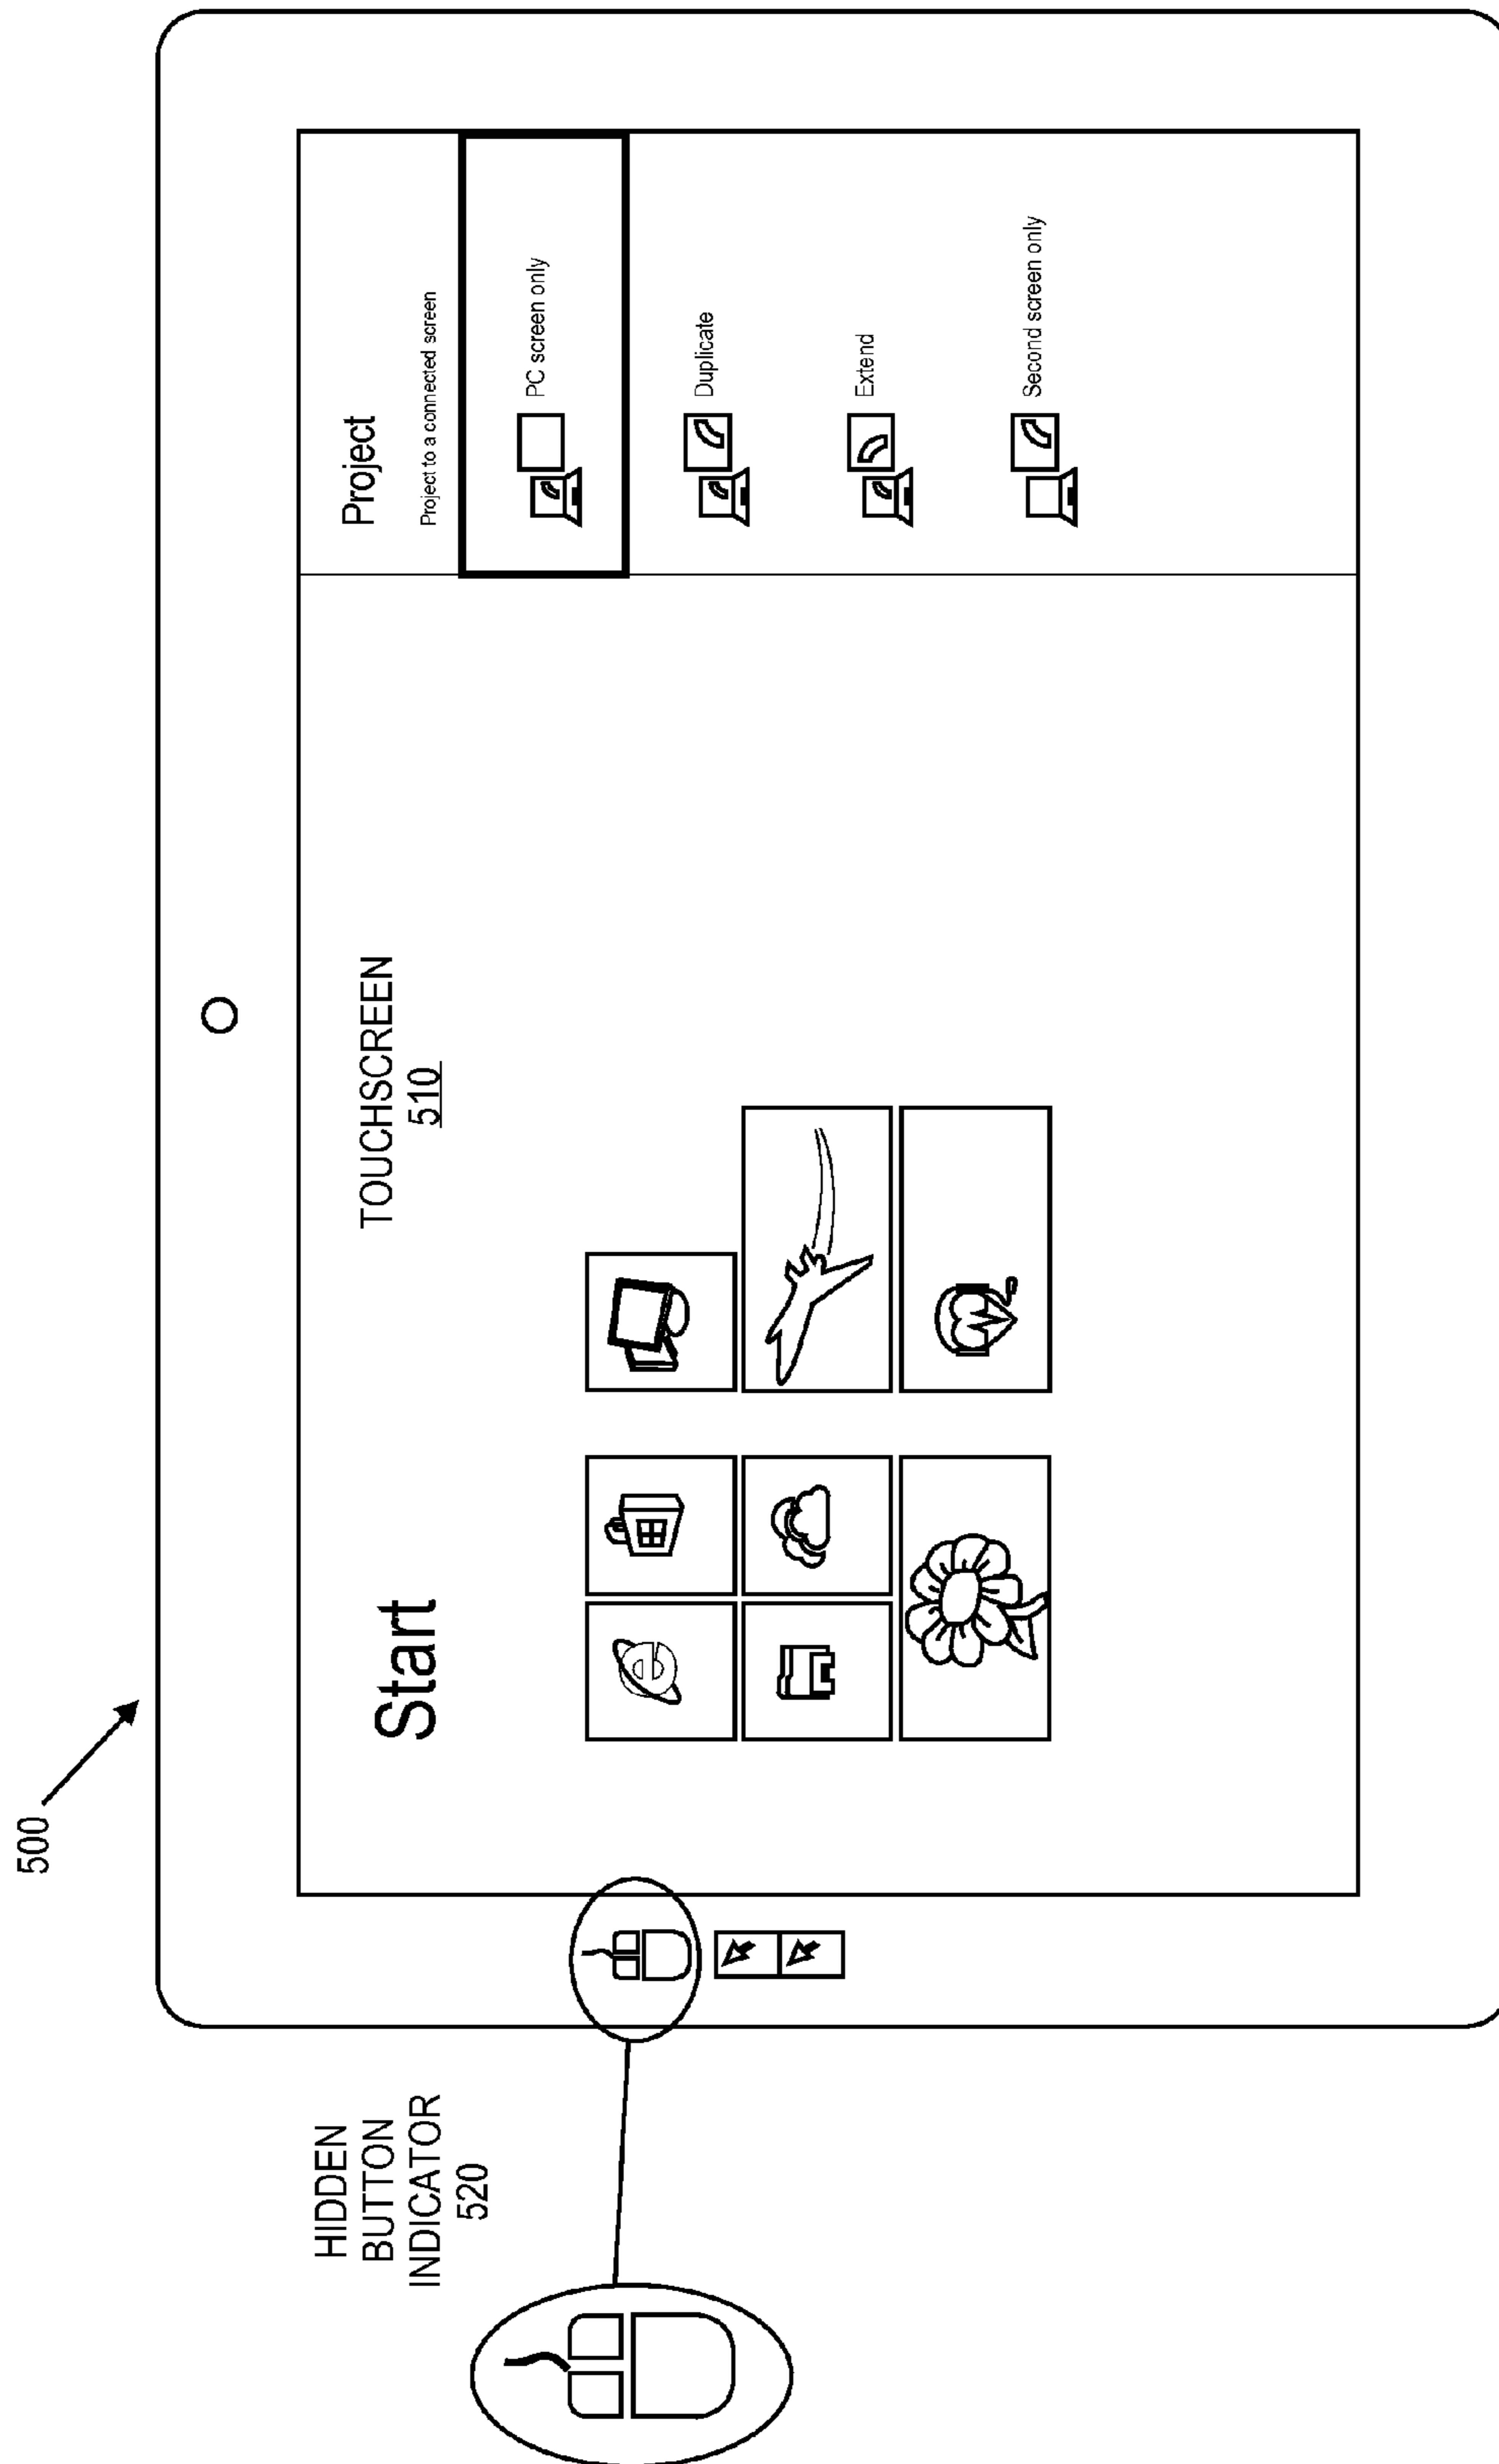 500
HIDDEN
BUTTON
INDICATOR
520
TOUCHSCREEN
510
Start
e
Project
Project to a connected screen
PC screen only
Duplicate
Extend
Second screen only